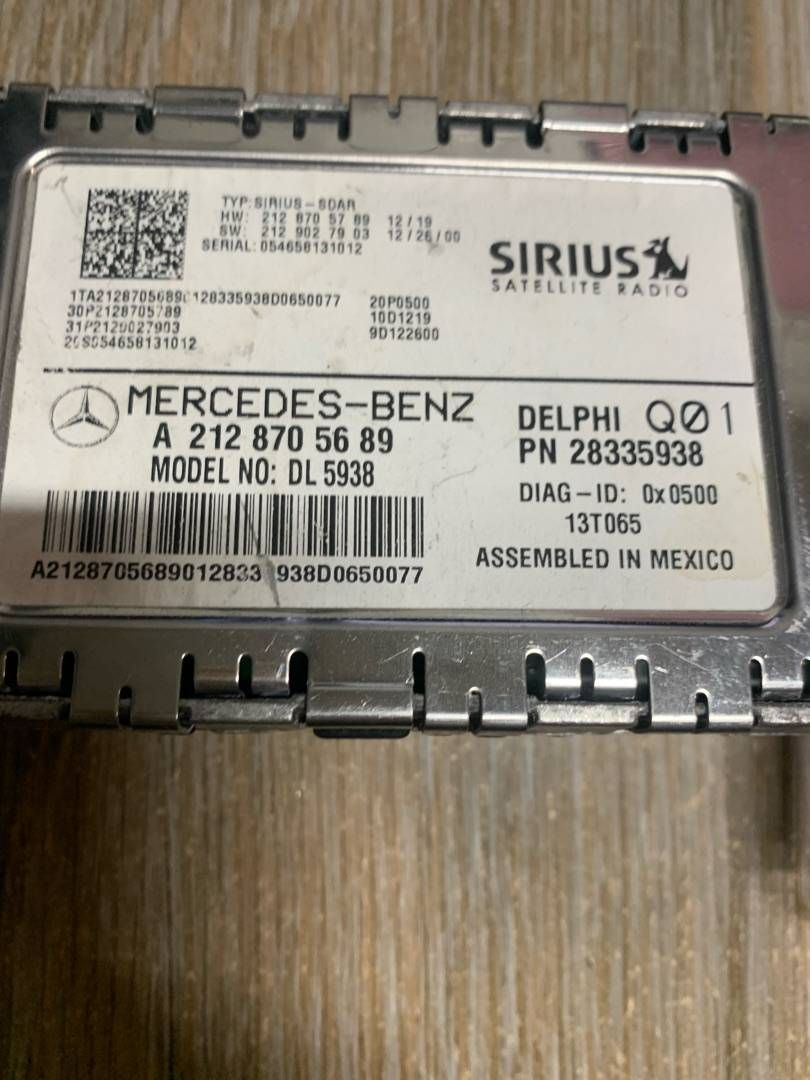 TYP: SIRIUS-SDAR
HW: 212 870 57 89 12/19
SW: 212 902 79 03 12/26/00
SERIAL: 054658131012
SIRIUS
SATELLITE RADIO
20P0500
30P2128705789 10D1219
31P2129027903 9D122600
20S054658131012
MERCEDES-BENZ
A 212 870 56 89
MODEL NO: DL 5938
DELPHI Q01
PN 28335938
DIAG-ID: 0x0500
13T065
ASSEMBLED IN MEXICO